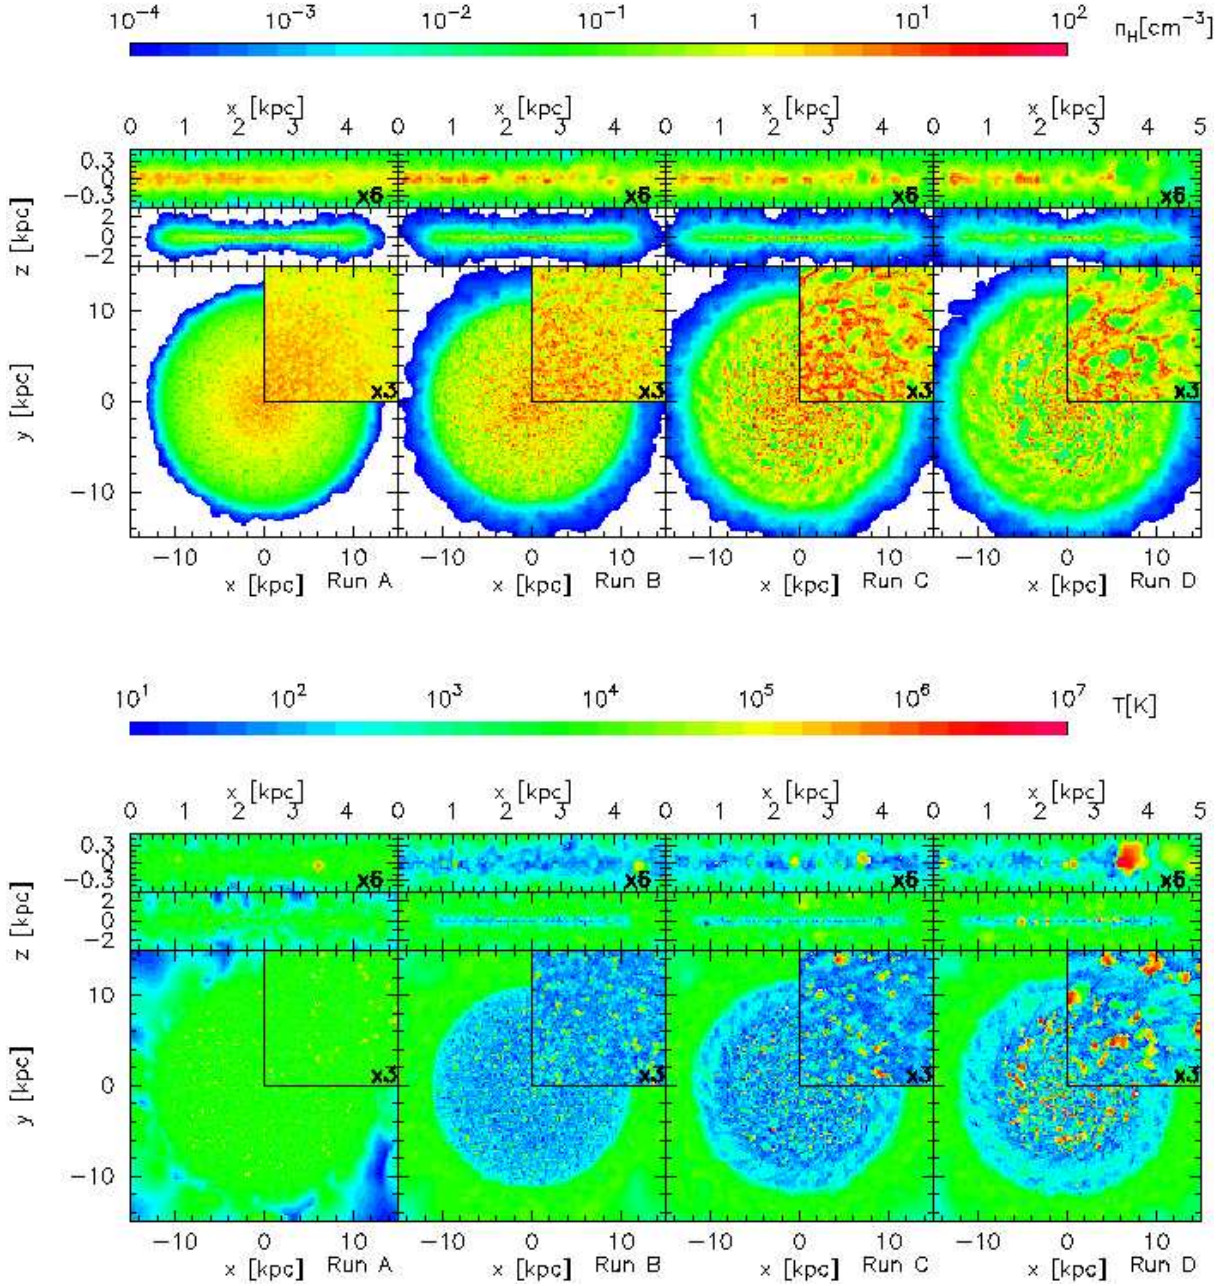 10^-4 10^-3 10^-2 10^-1 1 10^1 10^2 n_H[cm^-3]
x [kpc] x [kpc] x [kpc] x [kpc]
0 1 2 3 4 0 1 2 3 4 0 1 2 3 4 0 1 2 3 4 5
0.3
0 x6 x6 x6 x6
-0.3
z [kpc] 2
0
-2
10
x3 x3 x3 x3
y [kpc] 0
-10
-10 0 10 -10 0 10 -10 0 10 -10 0 10
x [kpc] Run A x [kpc] Run B x [kpc] Run C x [kpc] Run D
10^1 10^2 10^3 10^4 10^5 10^6 10^7 T[K]
x [kpc] x [kpc] x [kpc] x [kpc]
0 1 2 3 4 0 1 2 3 4 0 1 2 3 4 0 1 2 3 4 5
0.3
0
-0.3 x6 x6 x6 x6
z [kpc] 2
0
-2
10
x3 x3 x3 x3
y [kpc] 0
-10
-10 0 10 -10 0 10 -10 0 10 -10 0 10
x [kpc] Run A x [kpc] Run B x [kpc] Run C x [kpc] Run D